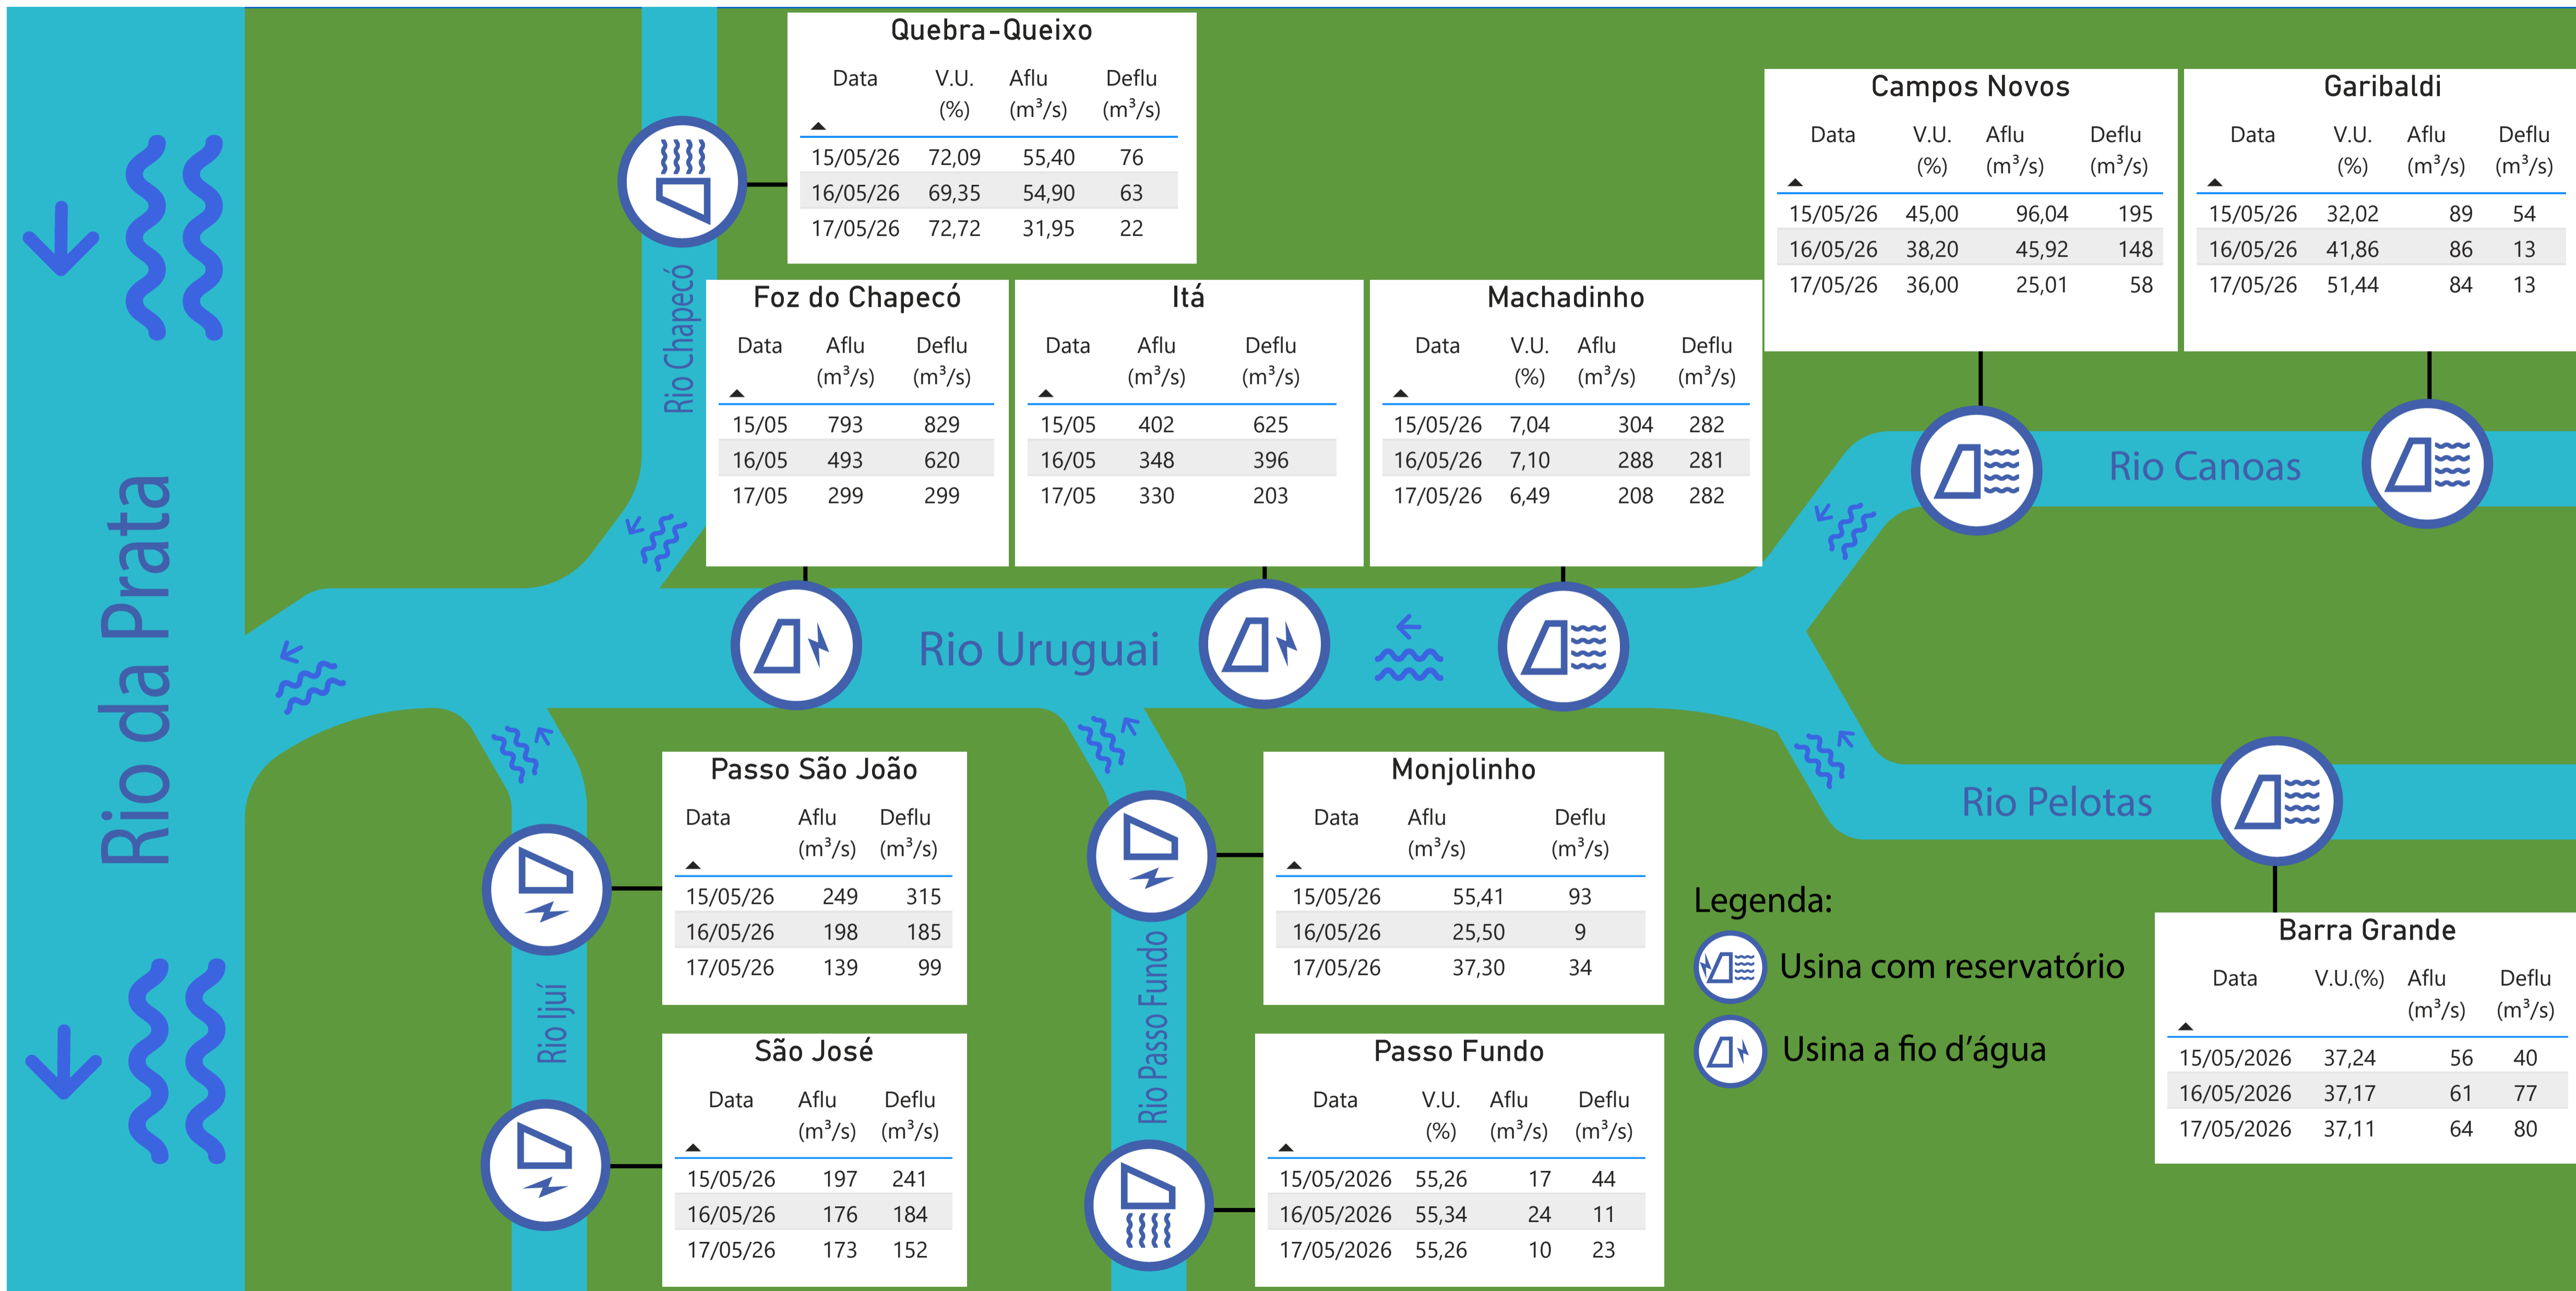 Quebra-Queixo
Data V.U. (%) Aflu (m³/s) Deflu (m³/s)
15/05/26 72,09 55,40 76
16/05/26 69,35 54,90 63
17/05/26 72,72 31,95 22
Campos Novos
Data V.U. (%) Aflu (m³/s) Deflu (m³/s)
15/05/26 45,00 96,04 195
16/05/26 38,20 45,92 148
17/05/26 36,00 25,01 58
Garibaldi
Data V.U. (%) Aflu (m³/s) Deflu (m³/s)
15/05/26 32,02 89 54
16/05/26 41,86 86 13
17/05/26 51,44 84 13
Rio Chapecó
Foz do Chapecó
Data Aflu (m³/s) Deflu (m³/s)
15/05 793 829
16/05 493 620
17/05 299 299
Itá
Data Aflu (m³/s) Deflu (m³/s)
15/05 402 625
16/05 348 396
17/05 330 203
Machadinho
Data V.U. (%) Aflu (m³/s) Deflu (m³/s)
15/05/26 7,04 304 282
16/05/26 7,10 288 281
17/05/26 6,49 208 282
Rio Canoas
Rio da Prata
Rio Uruguai
Rio Pelotas
Passo São João
Data Aflu (m³/s) Deflu (m³/s)
15/05/26 249 315
16/05/26 198 185
17/05/26 139 99
Monjolinho
Data Aflu (m³/s) Deflu (m³/s)
15/05/26 55,41 93
16/05/26 25,50 9
17/05/26 37,30 34
Legenda:
Usina com reservatório
Usina a fio d’água
Barra Grande
Data V.U.(%) Aflu (m³/s) Deflu (m³/s)
15/05/2026 37,24 56 40
16/05/2026 37,17 61 77
17/05/2026 37,11 64 80
Rio Ijuí
São José
Data Aflu (m³/s) Deflu (m³/s)
15/05/26 197 241
16/05/26 176 184
17/05/26 173 152
Rio Passo Fundo
Passo Fundo
Data V.U. (%) Aflu (m³/s) Deflu (m³/s)
15/05/2026 55,26 17 44
16/05/2026 55,34 24 11
17/05/2026 55,26 10 23